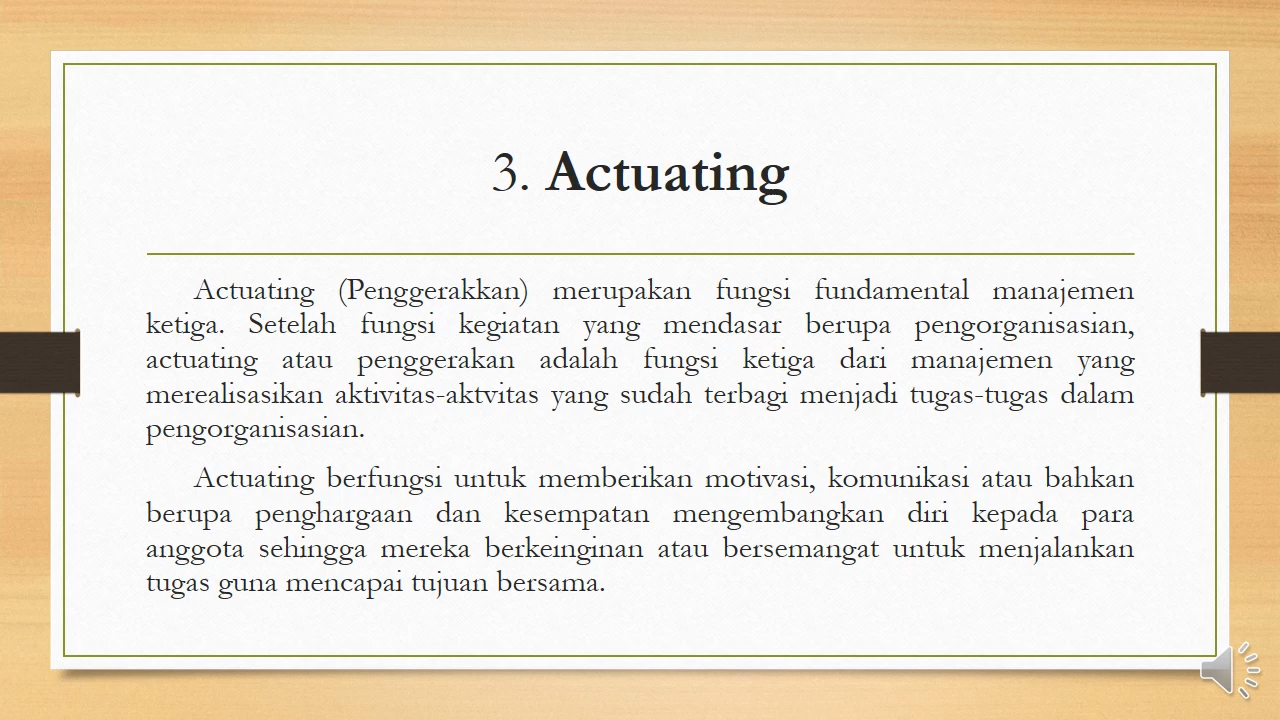 3. Actuating
Actuating (Penggerakkan) merupakan fungsi fundamental manajemen
ketiga. Setelah fungsi kegiatan yang mendasar berupa pengorganisasian,
actuating atau penggerakan adalah fungsi ketiga dari manajemen yang
merealisasikan aktivitas-aktvitas yang sudah terbagi menjadi tugas-tugas dalam
pengorganisasian.
Actuating berfungsi untuk memberikan motivasi, komunikasi atau bahkan
berupa penghargaan dan kesempatan mengembangkan diri kepada para
anggota sehingga mereka berkeinginan atau bersemangat untuk menjalankan
tugas guna mencapai tujuan bersama.